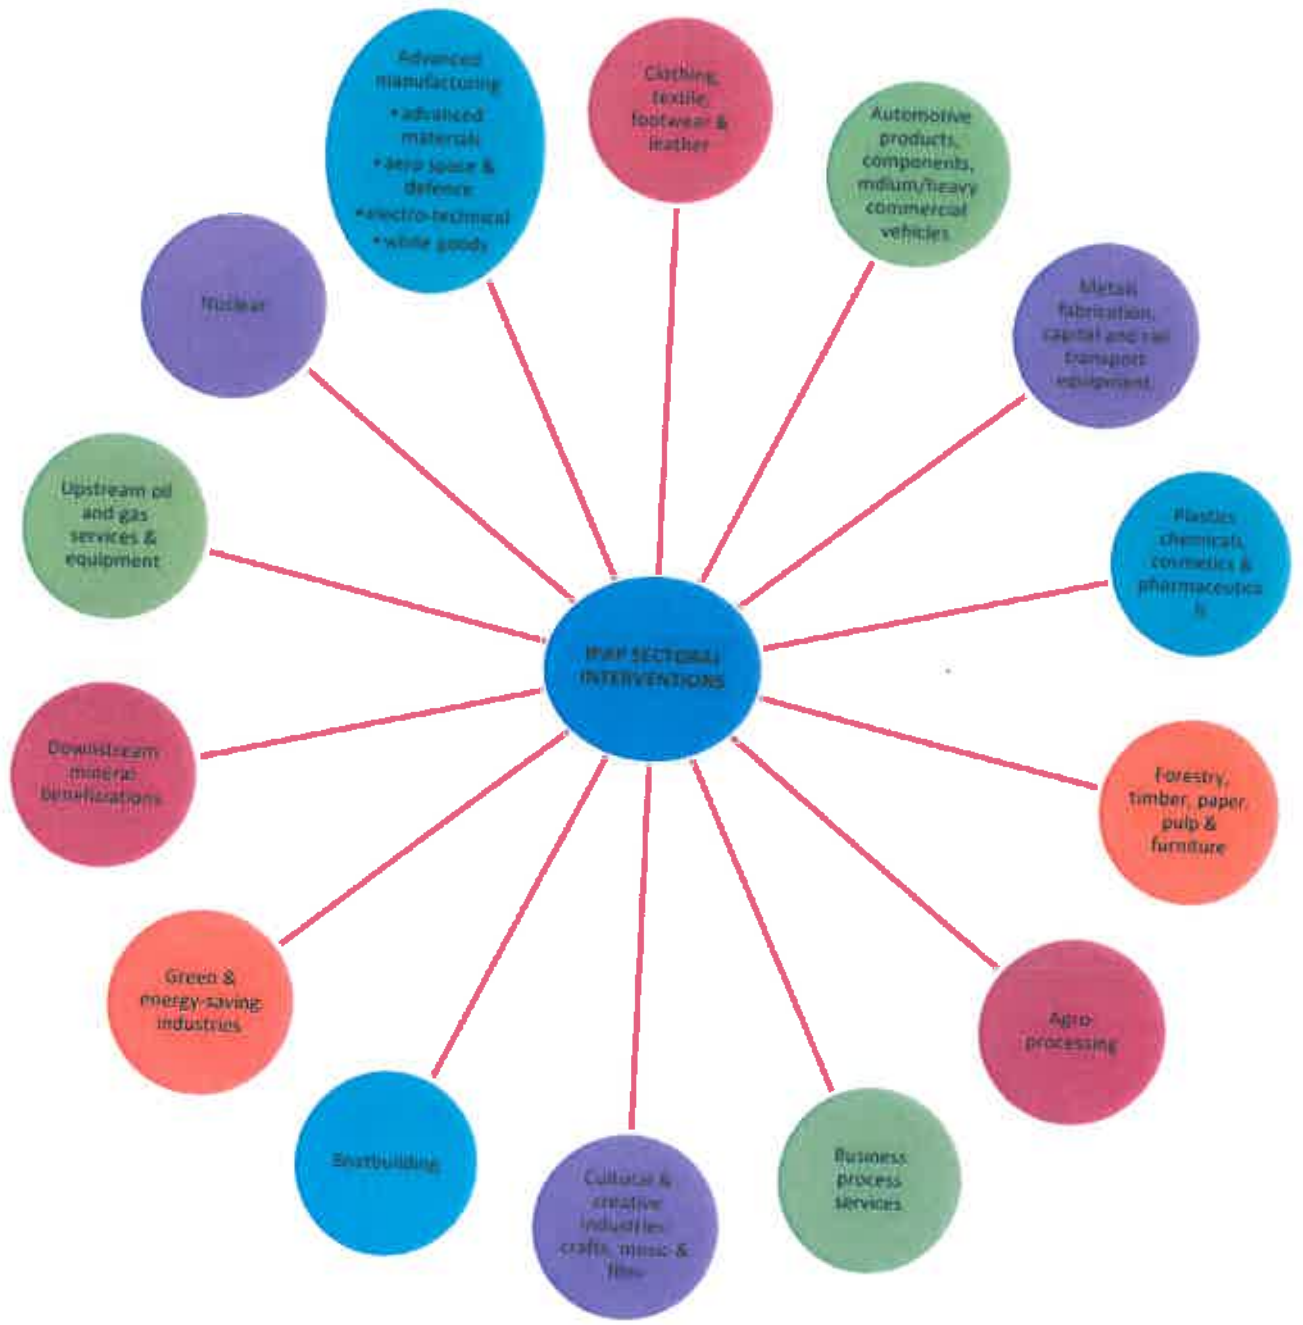 Advanced
manufacturing
• advanced
materials
• aero space &
defence
• electro-technical
• white goods
Clothing,
textile,
footwear &
leather
Automotive
products,
components,
mdium/heavy
commercial
vehicles
Metals
fabrication,
capital and rail
transport
equipment
Plastics
chemicals,
cosmetics &
pharmaceutica
ls
Forestry,
timber, paper,
pulp &
furniture
Agro-
processing
Business
process
services
Cultural &
creative
industries:
crafts, music &
film
Boatbuilding
Green &
energy-saving
industries
Downstream
mineral
Upstream oil
and gas
services &
equipment
Nuclear
IPAP SECTORAL
INTERVENTIONS